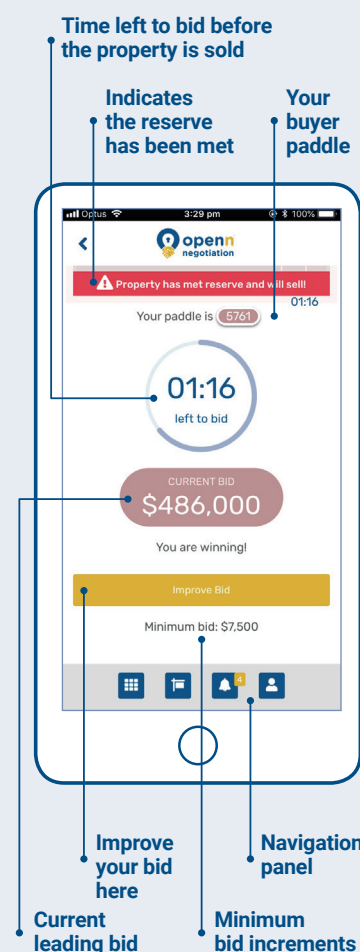 Time left to bid before
the property is sold
Indicates
the reserve
has been met
Your
buyer
paddle
Optus
3:29 pm
100%
openn
negotiation
Property has met reserve and will sell!
01:16
Your paddle is 5761
01:16
left to bid
CURRENT BID
$486,000
You are winning!
Improve Bid
Minimum bid: $7,500
4
Improve
your bid
here
Navigation
panel
Current
leading bid
Minimum
bid increments